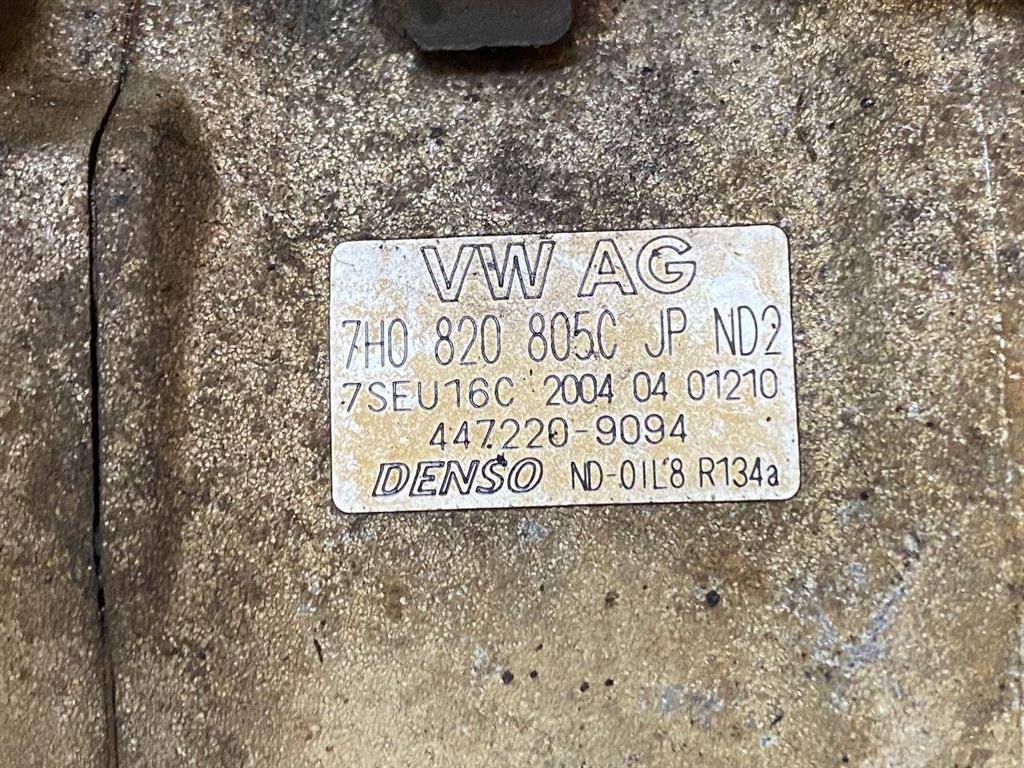 VW AG
7H0 820 805C JP ND2
7SEU16C 2004 04 01210
447220-9094
DENSO ND-OIL8 R134a